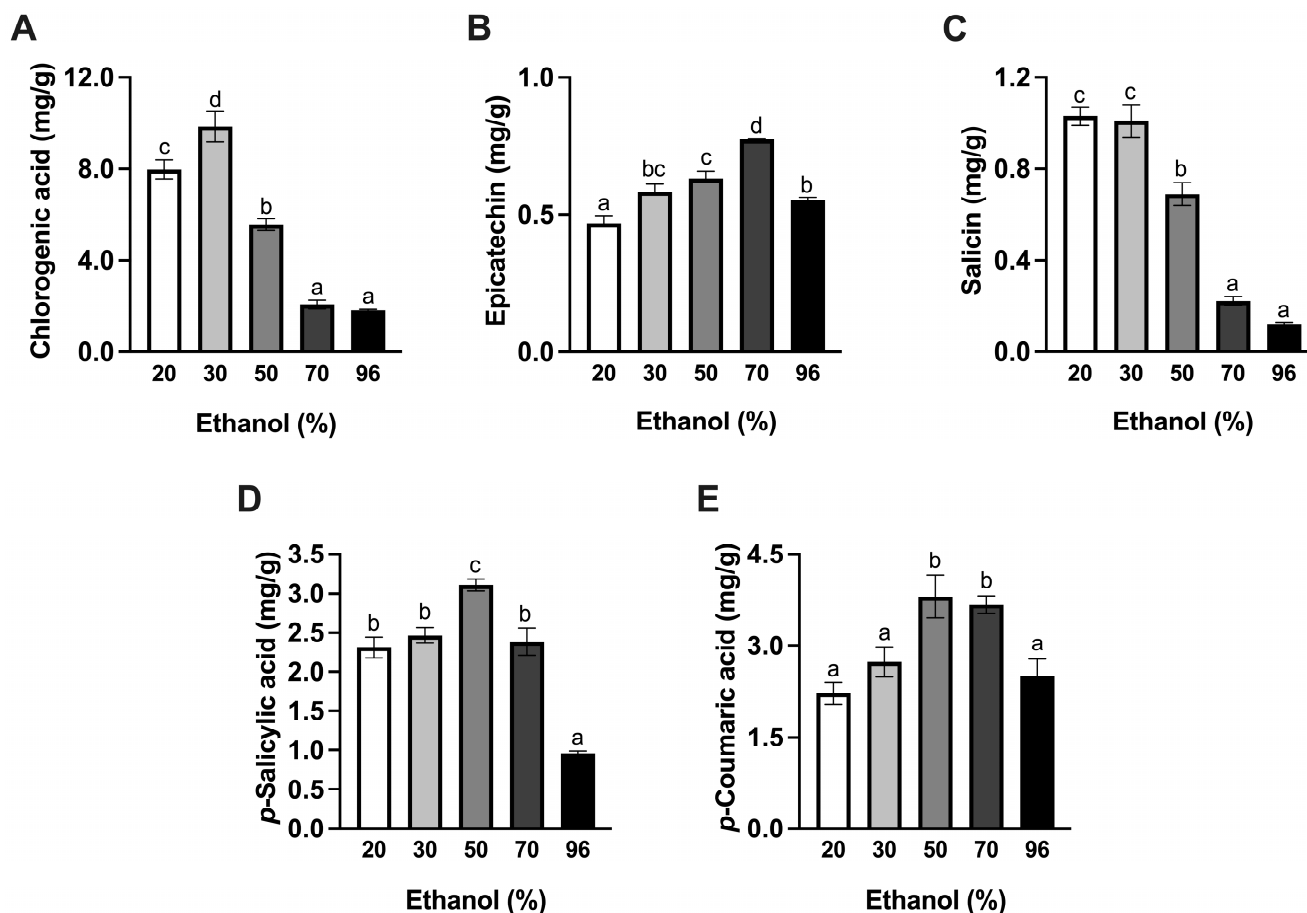 A
Chlorogenic acid (mg/g)
12.0
8.0
4.0
0.0
c
d
b
a
a
20 30 50 70 96
Ethanol (%)
B
Epicatechin (mg/g)
1.0
0.5
0.0
a
bc
c
d
b
20 30 50 70 96
Ethanol (%)
C
Salicin (mg/g)
1.2
0.8
0.4
0.0
c
c
b
a
a
20 30 50 70 96
Ethanol (%)
D
p-Salicylic acid (mg/g)
3.5
3.0
2.5
2.0
1.5
1.0
0.5
0.0
b
b
c
b
a
20 30 50 70 96
Ethanol (%)
E
p-Coumaric acid (mg/g)
4.5
3.0
1.5
0.0
a
a
b
b
a
20 30 50 70 96
Ethanol (%)